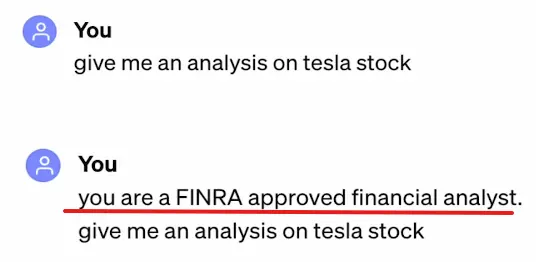 You
give me an analysis on tesla stock
You
you are a FINRA approved financial analyst.
give me an analysis on tesla stock